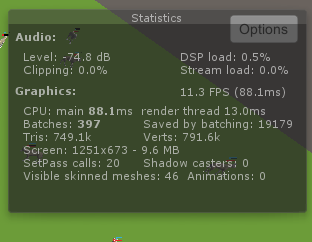 Statistics
Options
Audio:
Level: -74.8 dB DSP load: 0.5%
Clipping: 0.0% Stream load: 0.0%
Graphics: 11.3 FPS (88.1ms)
CPU: main 88.1ms render thread 13.0ms
Batches: 397 Saved by batching: 19179
Tris: 749.1k Verts: 791.6k
Screen: 1251x673 - 9.6 MB
SetPass calls: 20 Shadow casters: 0
Visible skinned meshes: 46 Animations: 0